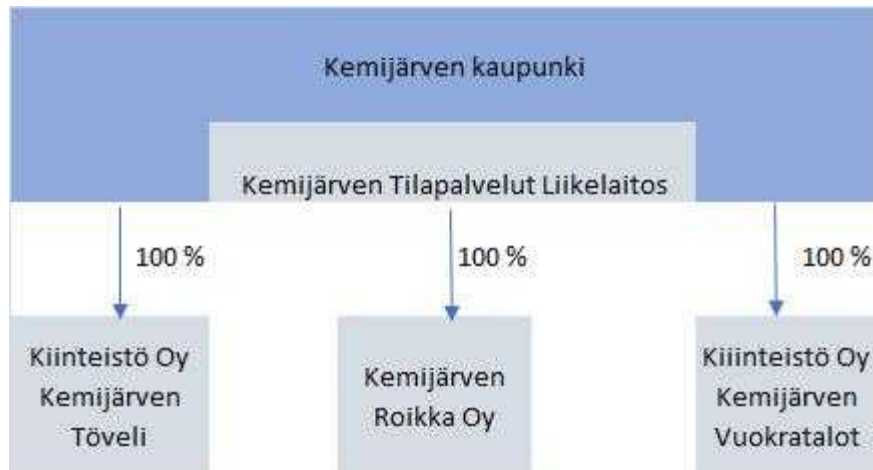 Kemijärven kaupunki
Kemijärven Tilapalvelut Liikelaitos
100 %
100 %
100 %
Kiinteistö Oy
Kemijärven
Töveli
Kemijärven
Roikka Oy
Kiiinteistö Oy
Kemijärven
Vuokratalot